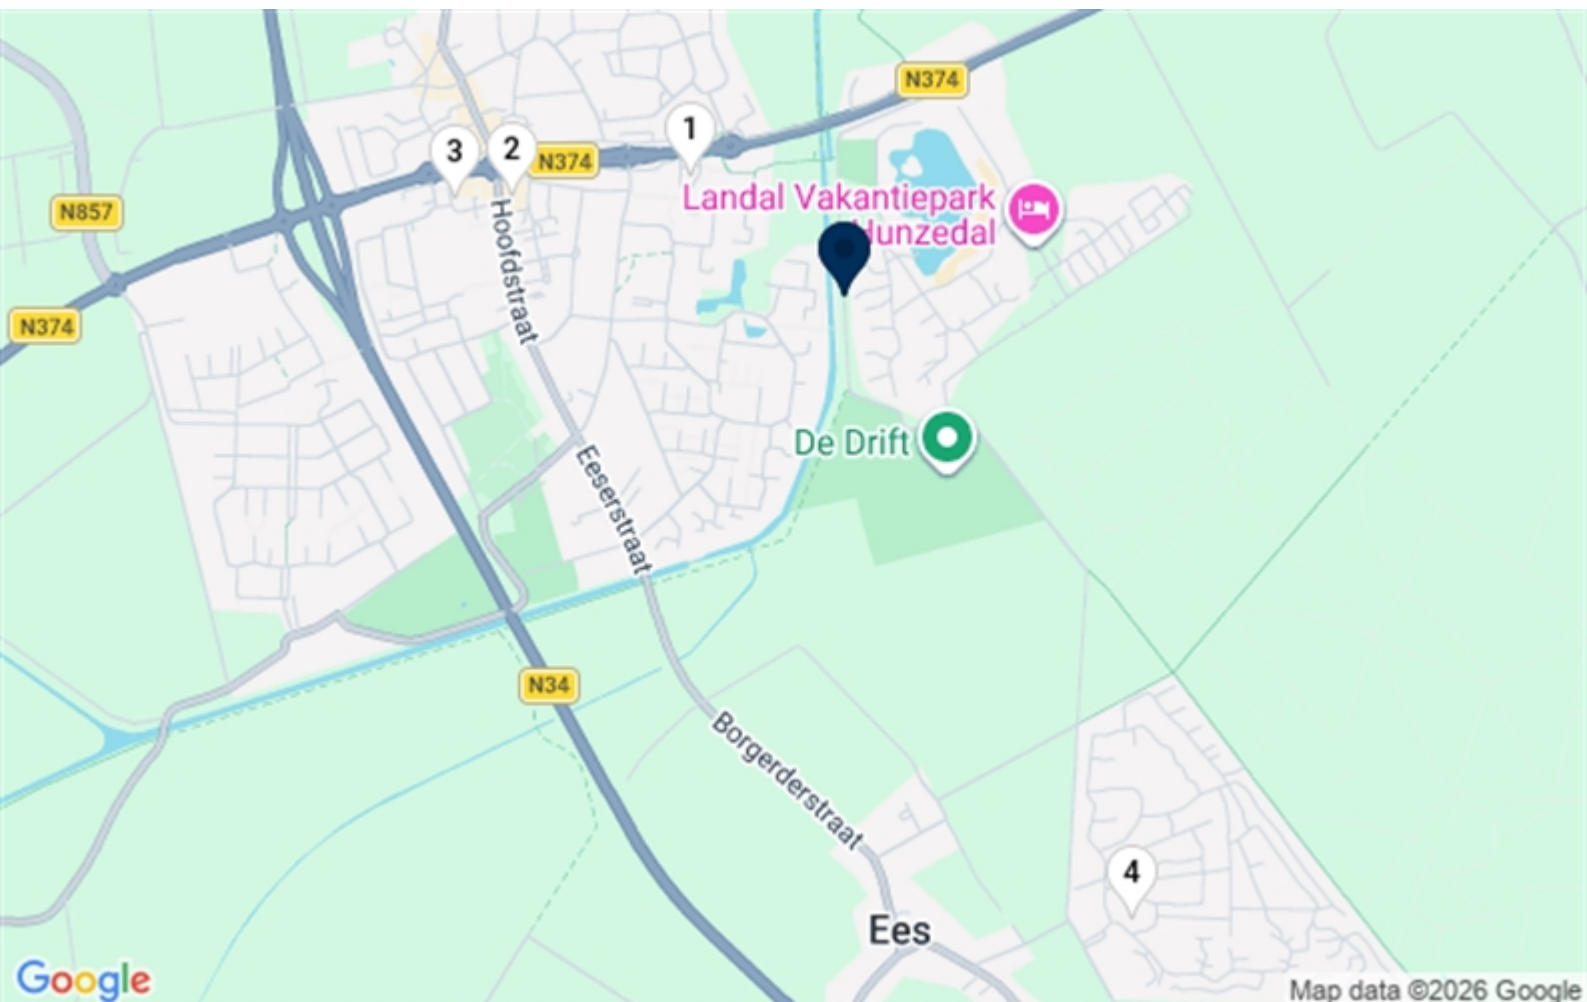 N374
1
3
2
N374
N857
Landal Vakantiepark
Hunzedal
Hoofdstraat
N374
De Drift
Eeserstraat
N34
Borgerderstraat
4
Ees
Google
Map data ©2026 Google